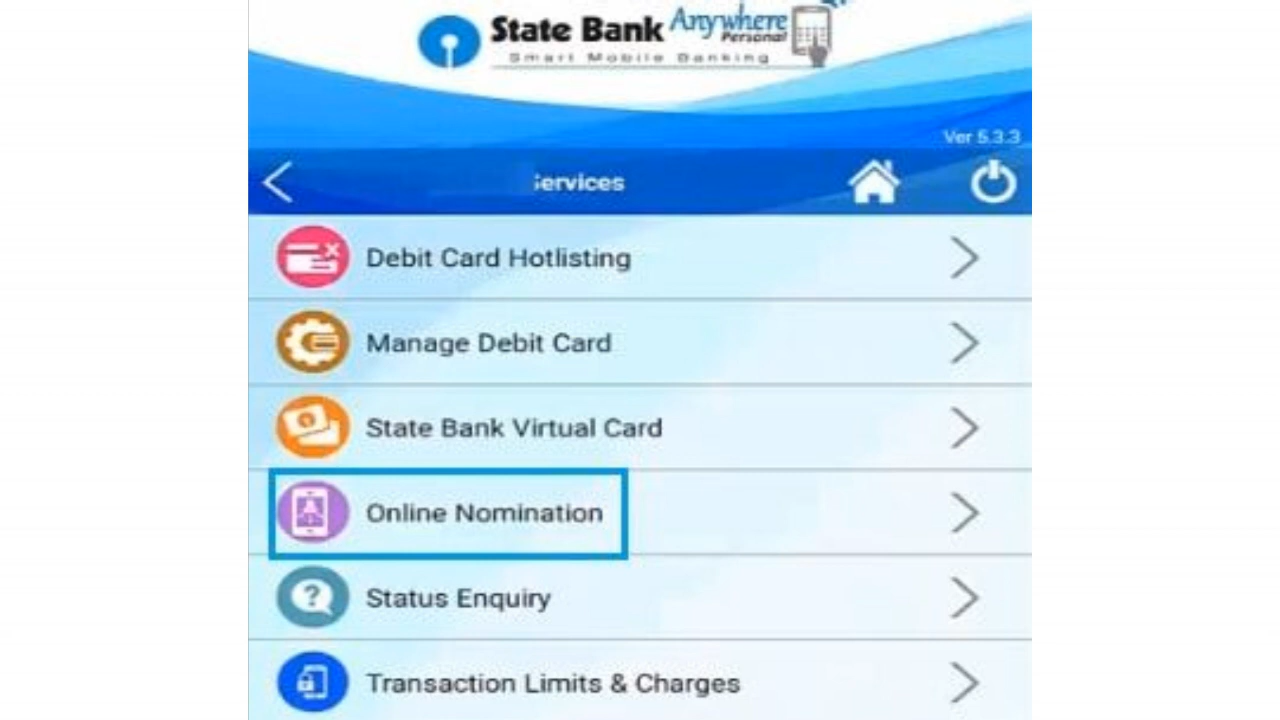 State Bank Anywhere
Personal
Smart Mobile Banking
Ver 5.3.3
ervices
Debit Card Hotlisting
Manage Debit Card
State Bank Virtual Card
Online Nomination
?
Status Enquiry
Transaction Limits & Charges